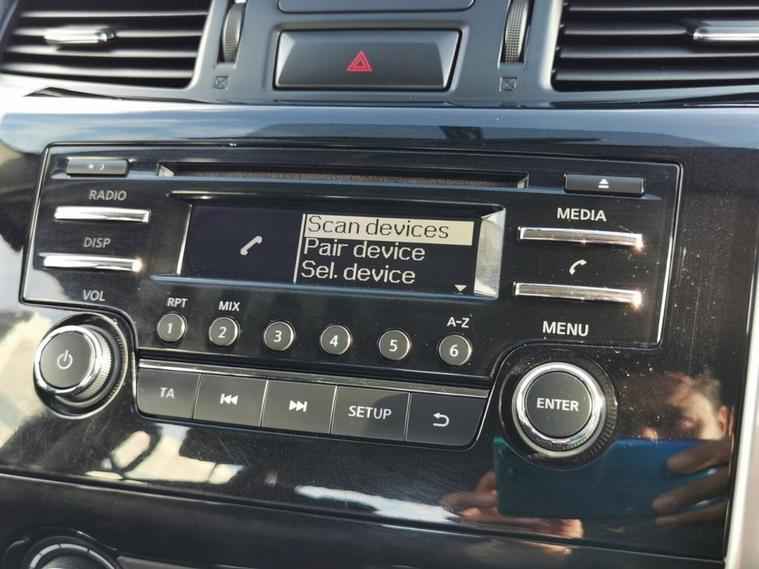 RADIO
MEDIA
DISP
Scan devices
Pair device
Sel. device
VOL
RPT
MIX
A-Z
MENU
1
2
3
4
5
6
TA
SETUP
ENTER